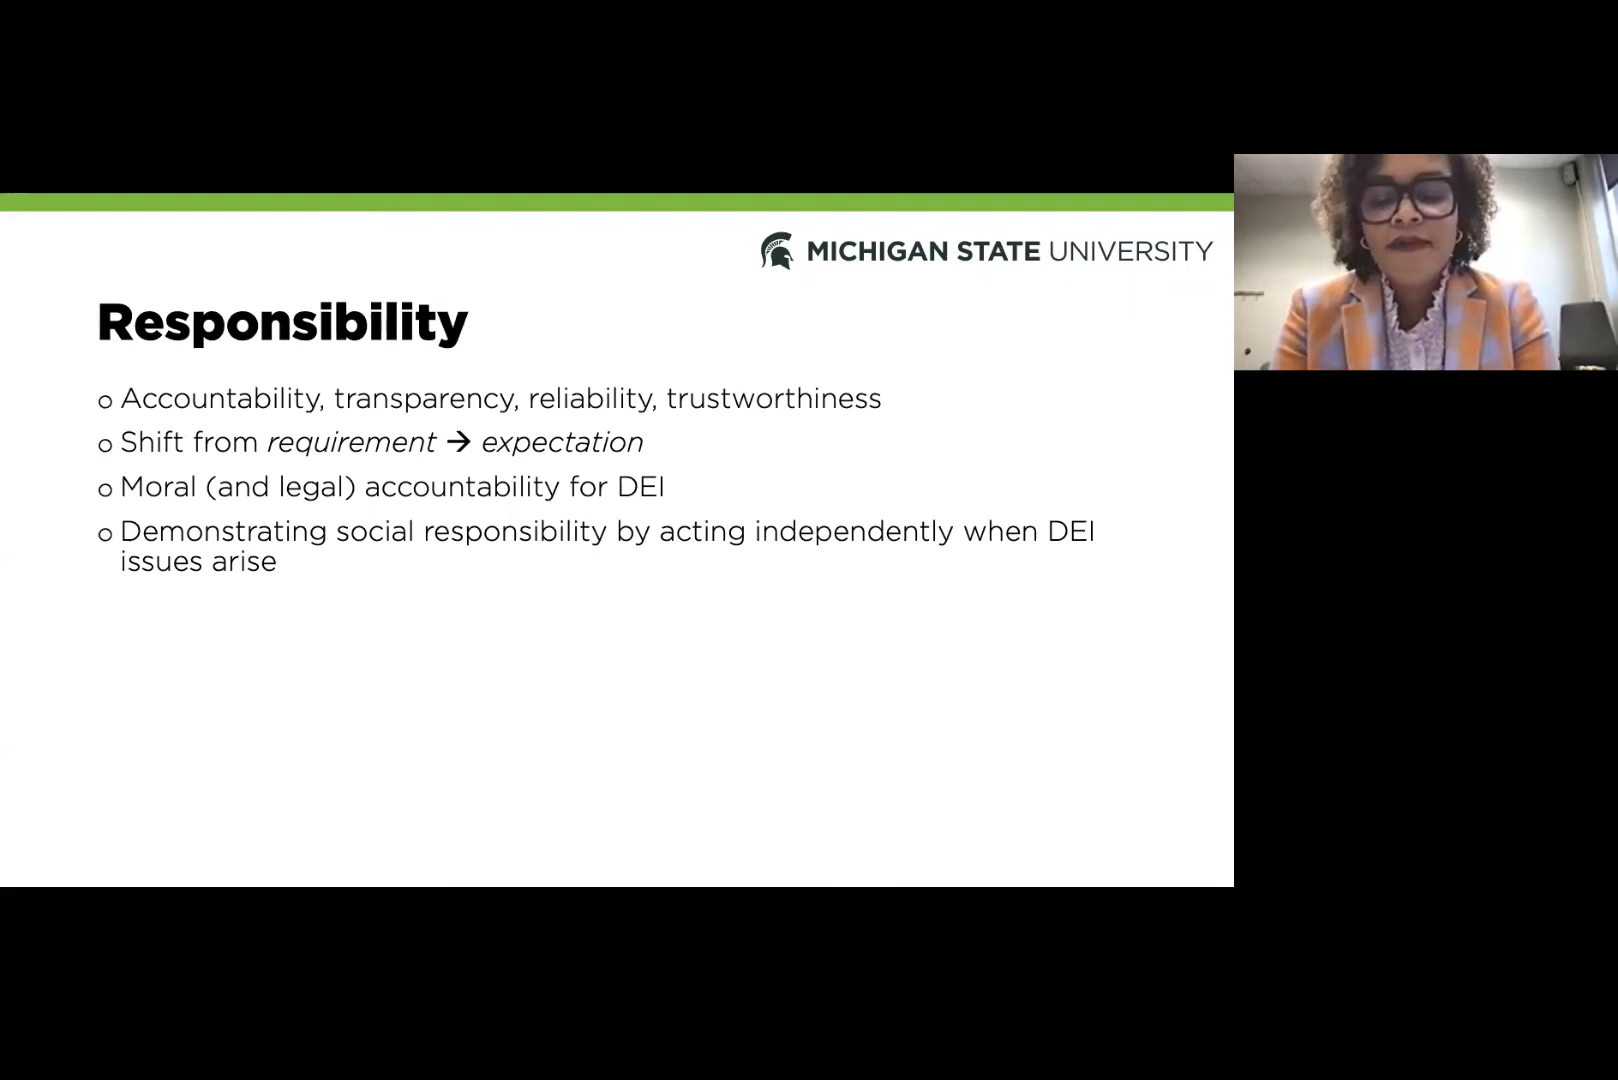 MICHIGAN STATE UNIVERSITY
Responsibility
o Accountability, transparency, reliability, trustworthiness
o Shift from requirement → expectation
o Moral (and legal) accountability for DEI
o Demonstrating social responsibility by acting independently when DEI
issues arise